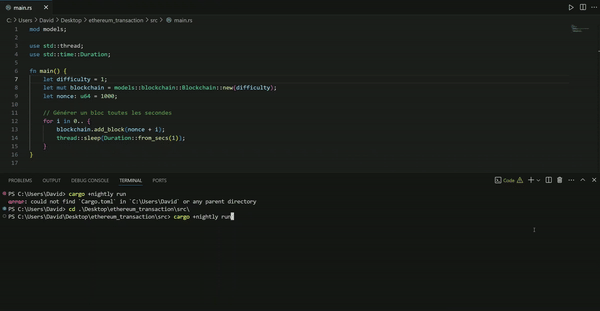 main.rs
C: > Users > David > Desktop > ethereum_transaction > src > main.rs
1 mod models;
2
3 use std::thread;
4 use std::time::Duration;
5
6 fn main() {
7 let difficulty = 1;
8 let mut blockchain = models::blockchain::Blockchain::new(difficulty);
9 let nonce: u64 = 1000;
10
11 // Générer un bloc toutes les secondes
12 for i in 0.. {
13 blockchain.add_block(nonce + i);
14 thread::sleep(Duration::from_secs(1));
15 }
16 }
17
PROBLEMS OUTPUT DEBUG CONSOLE TERMINAL PORTS
Code
PS C:\Users\David> cargo +nightly run
error: could not find `Cargo.toml` in `C:\Users\David` or any parent directory
PS C:\Users\David> cd .\Desktop\ethereum_transaction\src\
PS C:\Users\David\Desktop\ethereum_transaction\src> cargo +nightly run